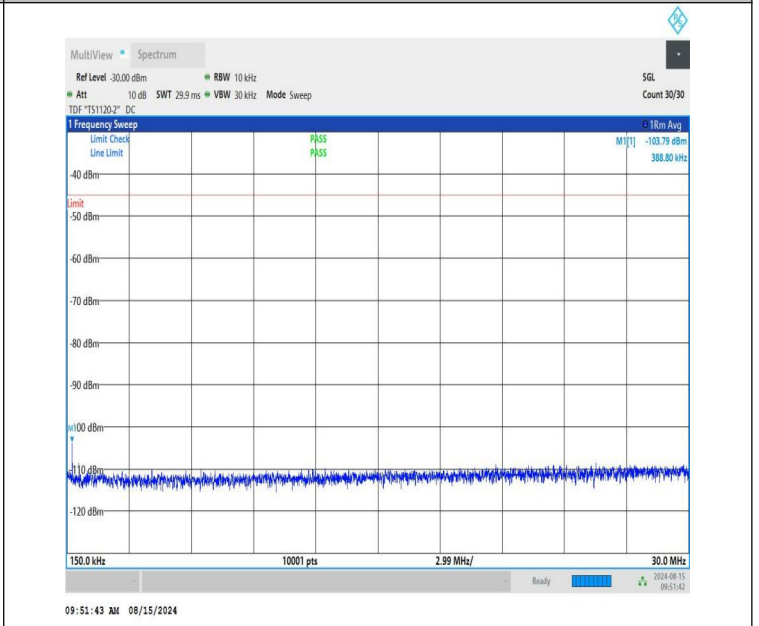 MultiView Spectrum
Ref Level -30.00 dBm RBW 10 kHz SGL
Att 10 dB SWT 29.9 ms VBW 30 kHz Mode Sweep Count 30/30
TDF "TS1120-2" DC
1 Frequency Sweep 1Rm Avg
Limit Check PASS M1[1] -103.79 dBm
Line Limit PASS 388.80 kHz
-40 dBm
Limit
-50 dBm
-60 dBm
-70 dBm
-80 dBm
-90 dBm
M1
-100 dBm
-110 dBm
-120 dBm
150.0 kHz 10001 pts 2.99 MHz/ 30.0 MHz
Ready 2024-08-15
09:51:42
09:51:43 AM 08/15/2024